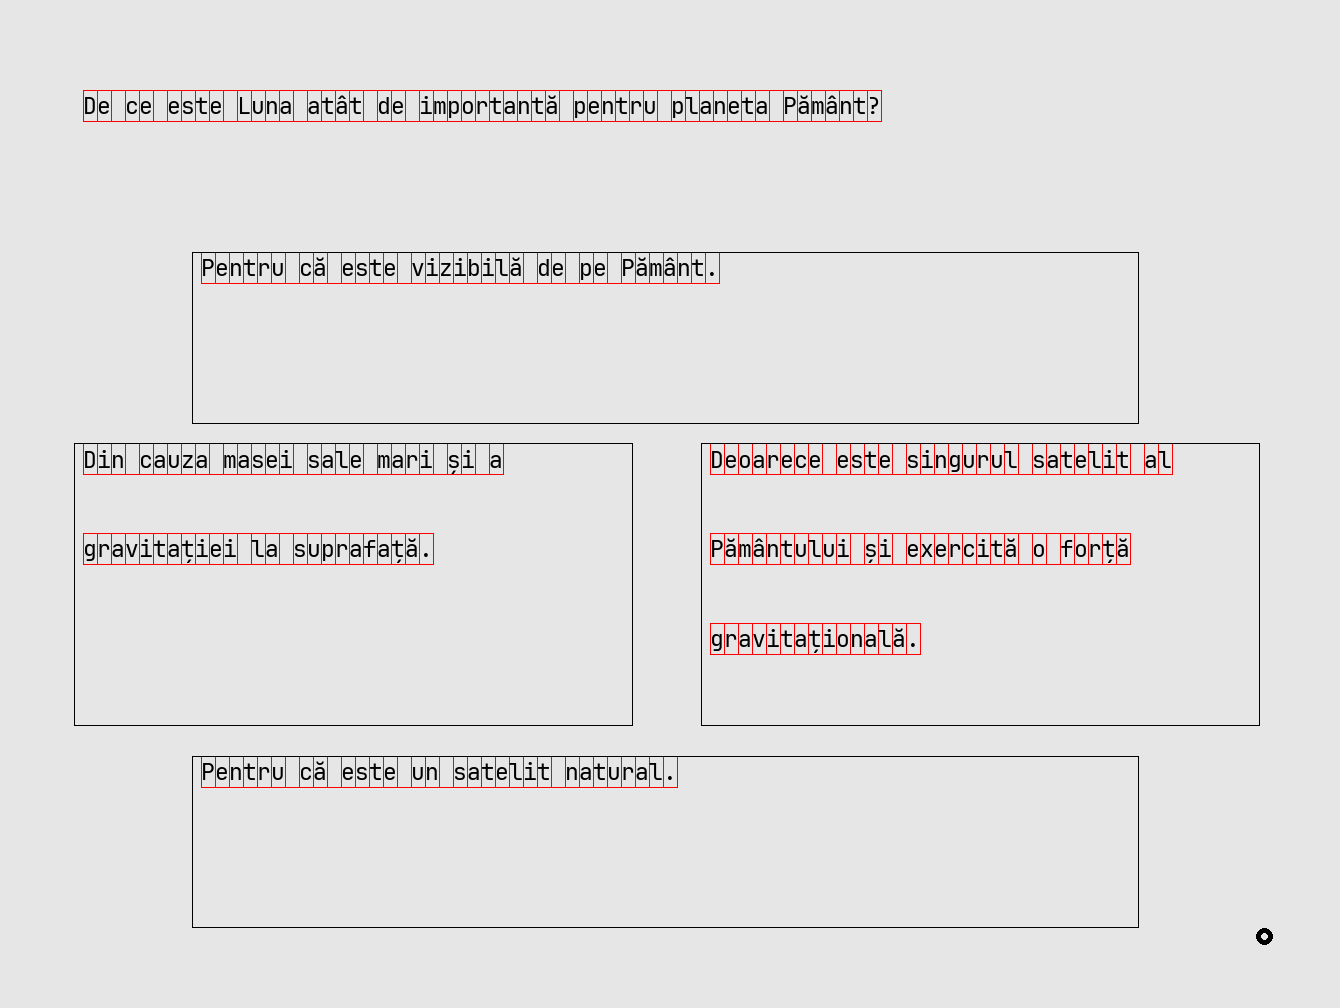 De ce este Luna atât de importantă pentru planeta Pământ?
Pentru că este vizibilă de pe Pământ.
Din cauza masei sale mari și a
gravitației la suprafață.
Deoarece este singurul satelit al
Pământului și exercită o forță
gravitațională.
Pentru că este un satelit natural.